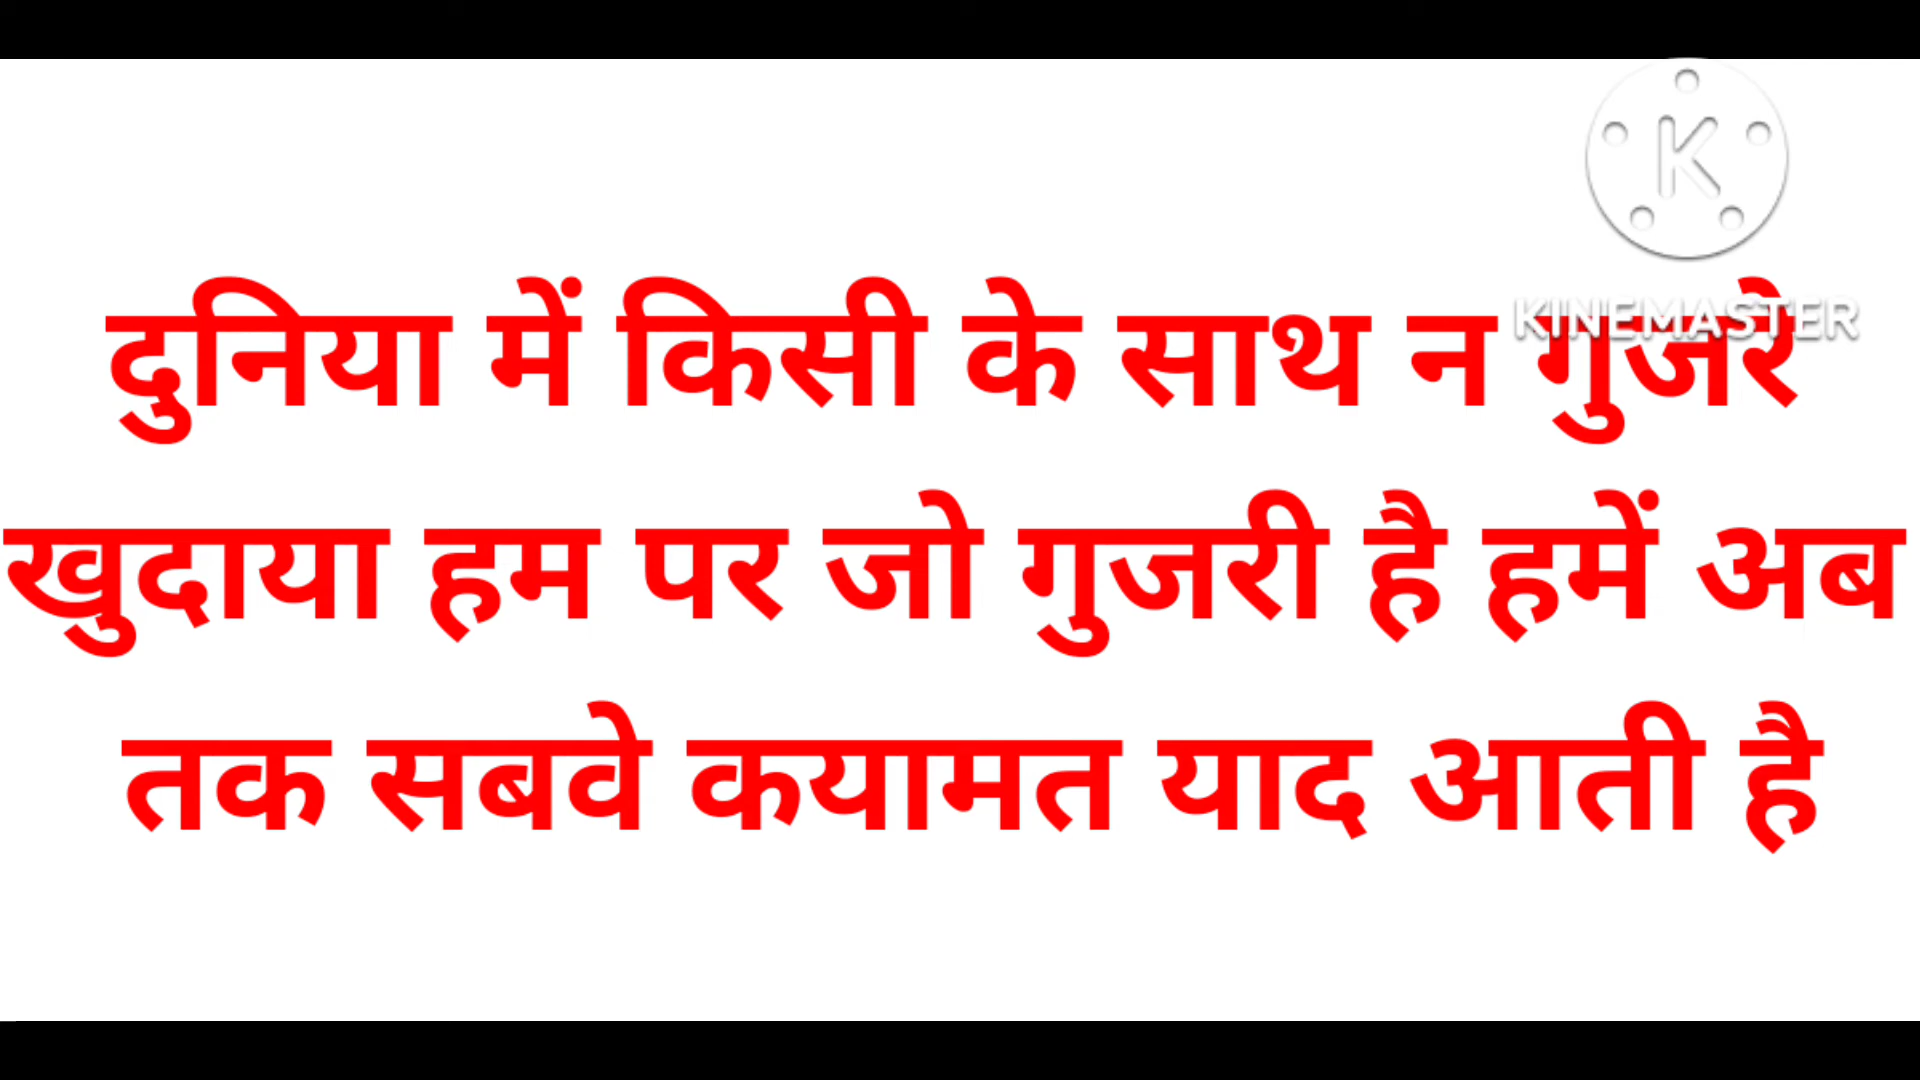 KINEMASTER
दुनिया में किसी के साथ न गुजरे
खुदाया हम पर जो गुजरी है हमें अब
तक सबवे कयामत याद आती है